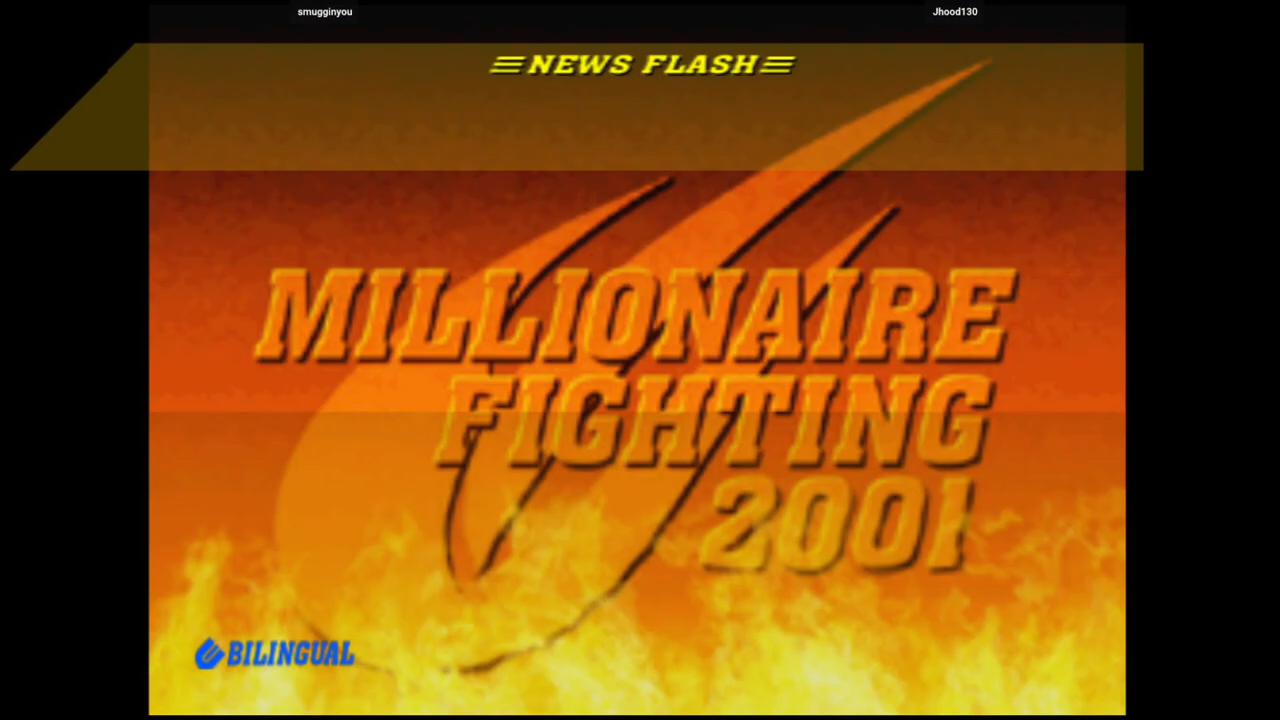 smugginyou Jhood130
NEWS FLASH
MILLIONAIRE
FIGHTING
2001
BILINGUAL